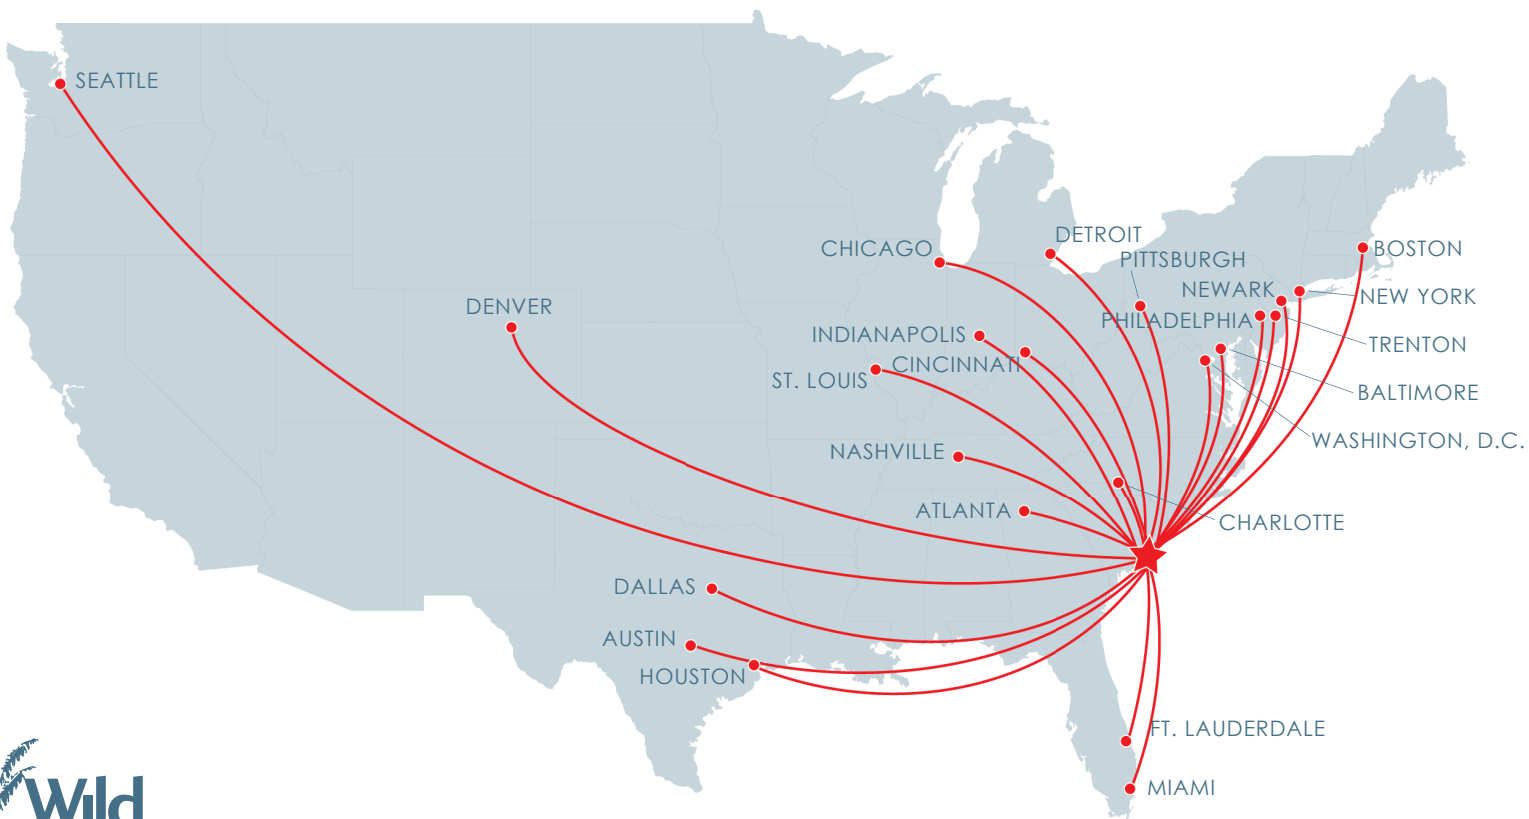 SEATTLE
DETROIT
CHICAGO
BOSTON
PITTSBURGH
NEWARK
NEW YORK
DENVER
PHILADELPHIA
INDIANAPOLIS
TRENTON
CINCINNATI
ST. LOUIS
BALTIMORE
WASHINGTON, D.C.
NASHVILLE
ATLANTA
CHARLOTTE
DALLAS
AUSTIN
HOUSTON
FT. LAUDERDALE
MIAMI
Wild